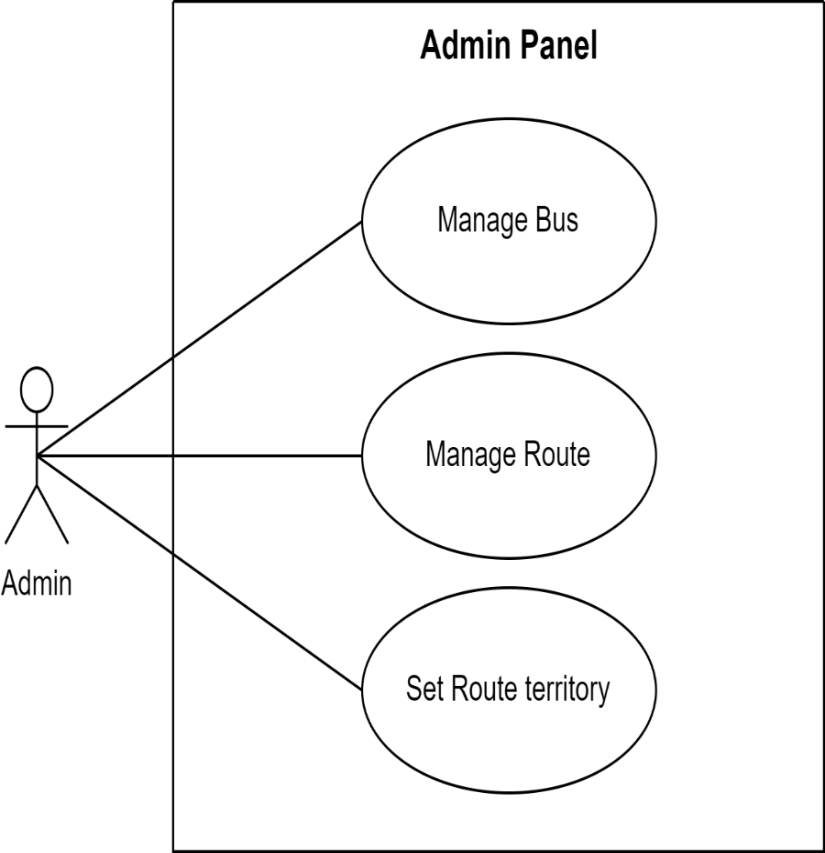 Admin Panel
Manage Bus
Manage Route
Admin
Set Route territory